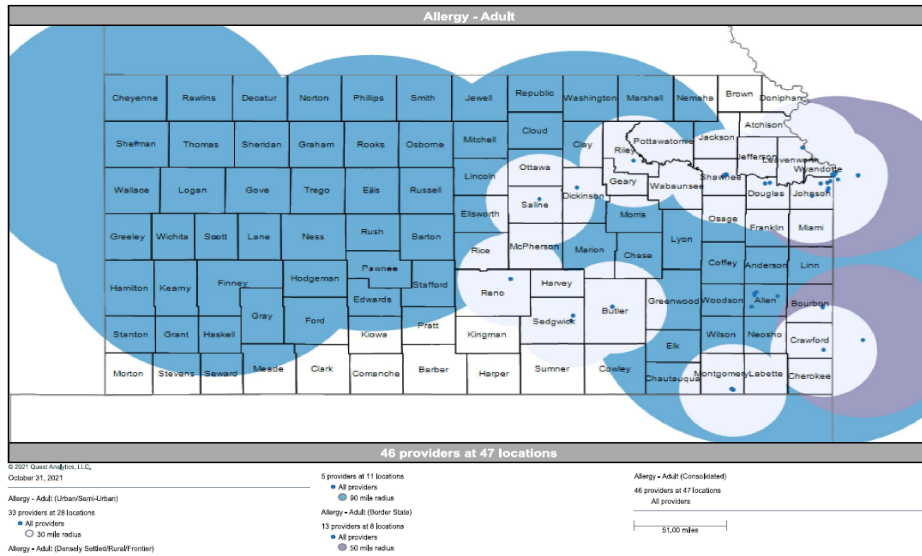 Allergy - Adult
Cheyenne Rawlins Decatur Norton Phillips Smith Jewell Republic Washington Marshall Nemaha Brown Doniphan
Sherman Thomas Sheridan Graham Rooks Osborne Mitchell Cloud Clay Riley Pottawatomie Jackson Atchison
Jefferson Leavenworth Wyandotte
Wallace Logan Gove Trego Ellis Russell Lincoln Ottawa Dickinson Geary Wabaunsee Shawnee Douglas Johnson
Saline
Greeley Wichita Scott Lane Ness Rush Barton Ellsworth Morris Lyon Osage Franklin Miami
Rice McPherson Marion Chase
Hamilton Kearny Finney Hodgeman Pawnee Stafford Reno Harvey Coffey Anderson Linn
Edwards
Gray Ford Sedgwick Butler Greenwood Woodson Allen Bourbon
Stanton Grant Haskell Kiowa Pratt Kingman Elk Wilson Neosho Crawford
Morton Stevens Seward Meade Clark Comanche Barber Harper Sumner Cowley Chautauqua Montgomery Labette Cherokee
46 providers at 47 locations
© 2021 Quest Analytics, LLC.
October 31, 2021
Allergy - Adult (Urban/Semi-Urban)
33 providers at 28 locations
All providers
30 mile radius
Allergy - Adult (Densely Settled/Rural/Frontier)
5 providers at 11 locations
All providers
90 mile radius
Allergy - Adult (Border State)
13 providers at 8 locations
All providers
50 mile radius
Allergy - Adult (Consolidated)
46 providers at 47 locations
All providers
51.00 miles